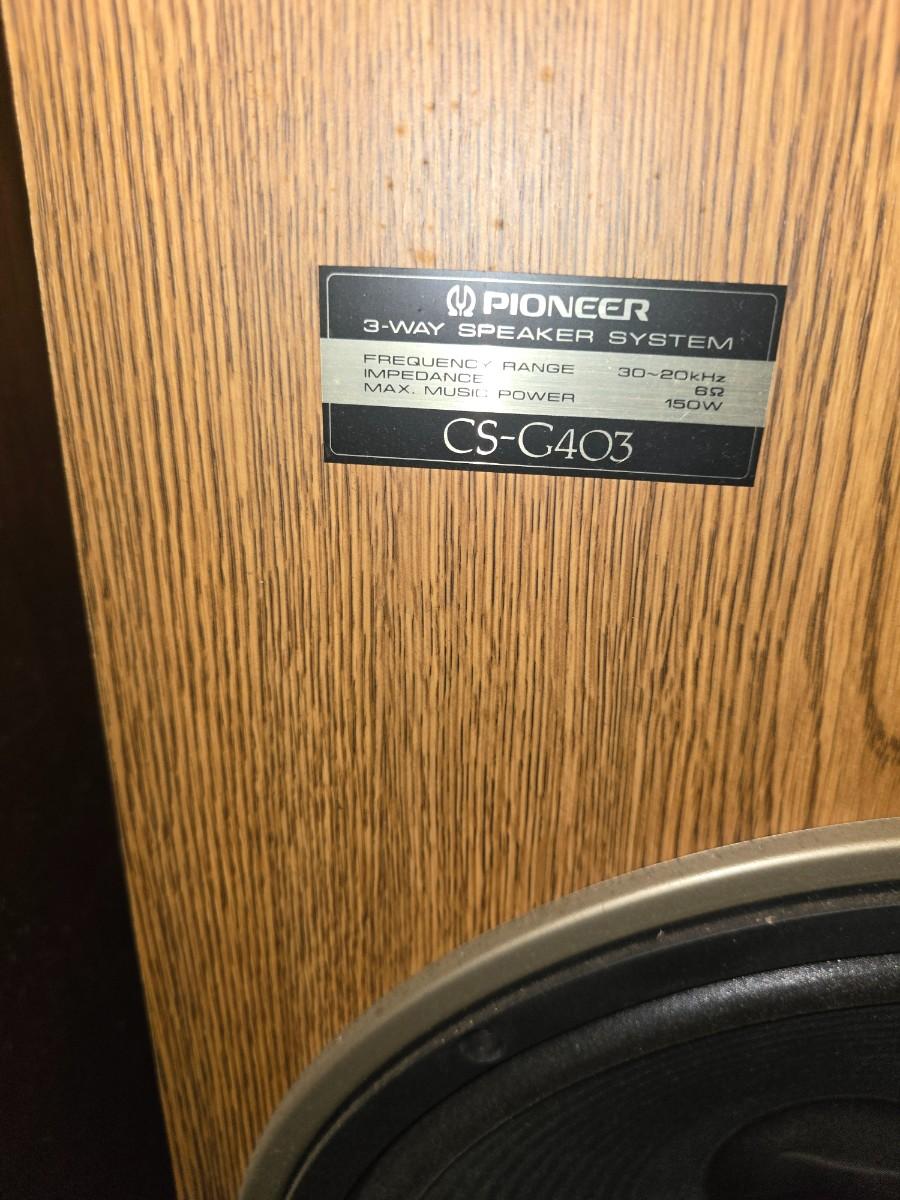 PIONEER
3-WAY SPEAKER SYSTEM
FREQUENCY RANGE 30~20kHz
IMPEDANCE 6Ω
MAX. MUSIC POWER 150W
CS-G403